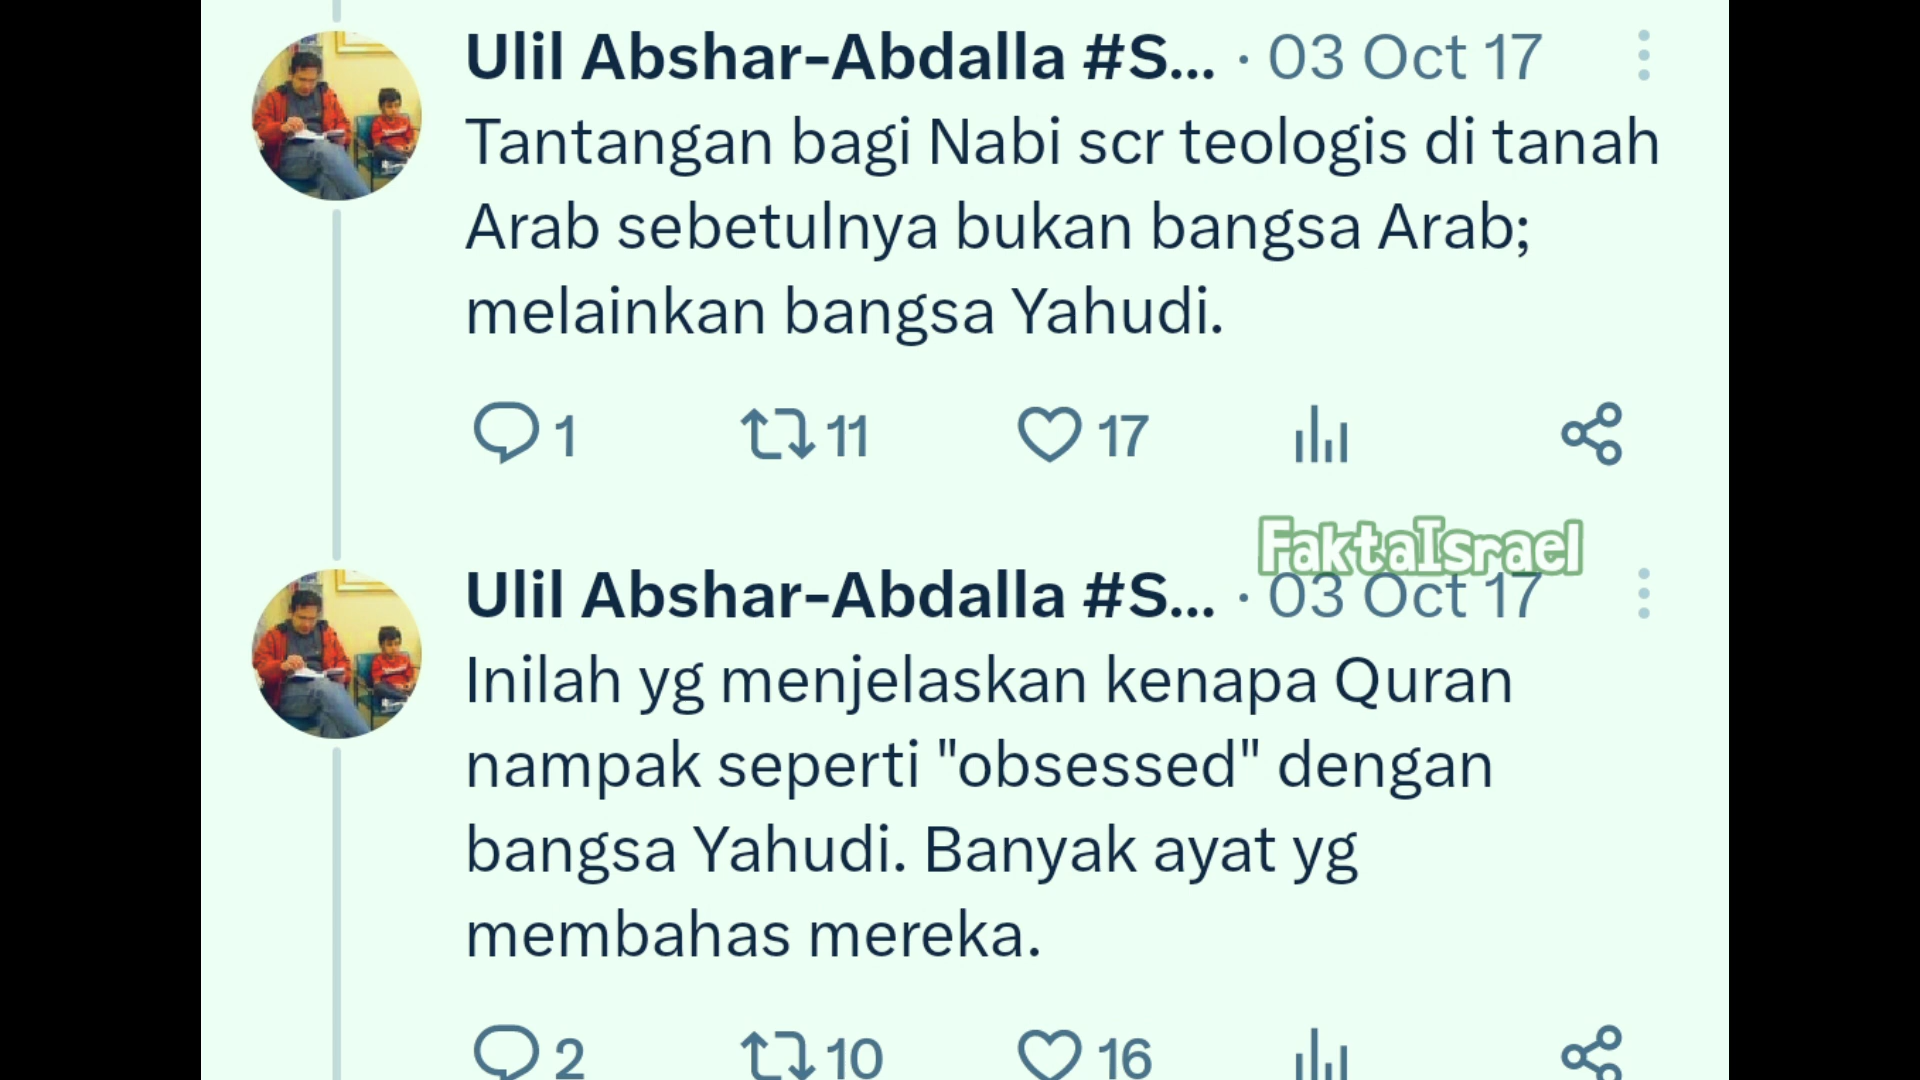 Ulil Abshar-Abdalla #S... · 03 Oct 17
Tantangan bagi Nabi scr teologis di tanah
Arab sebetulnya bukan bangsa Arab;
melainkan bangsa Yahudi.
1 11 17
FaktaIsrael
Ulil Abshar-Abdalla #S... · 03 Oct 17
Inilah yg menjelaskan kenapa Quran
nampak seperti "obsessed" dengan
bangsa Yahudi. Banyak ayat yg
membahas mereka.
2 10 16